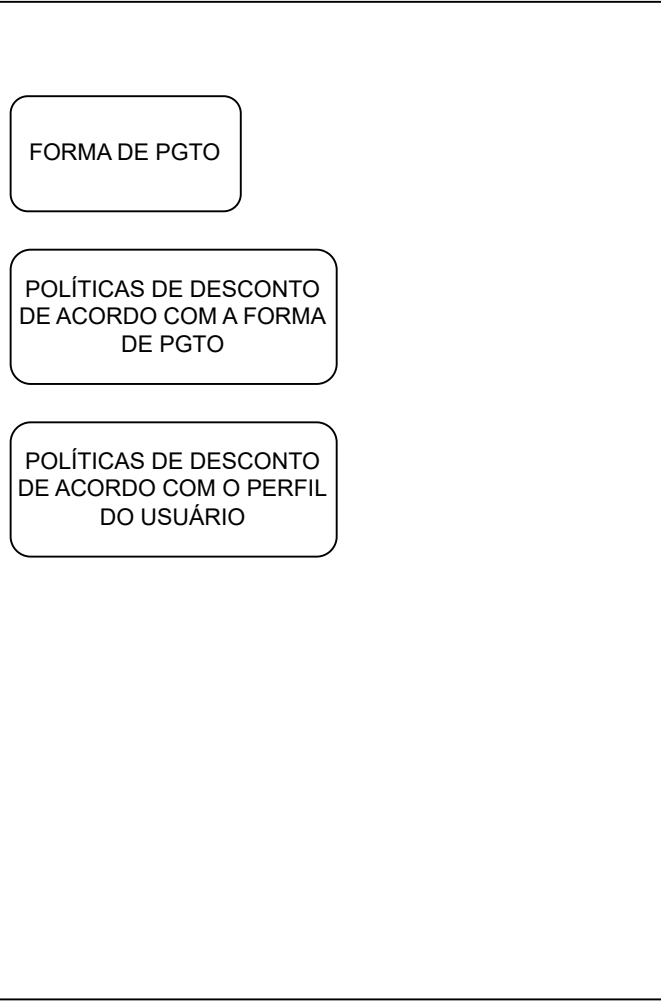 FORMA DE PGTO
POLÍTICAS DE DESCONTO
DE ACORDO COM A FORMA
DE PGTO
POLÍTICAS DE DESCONTO
DE ACORDO COM O PERFIL
DO USUÁRIO